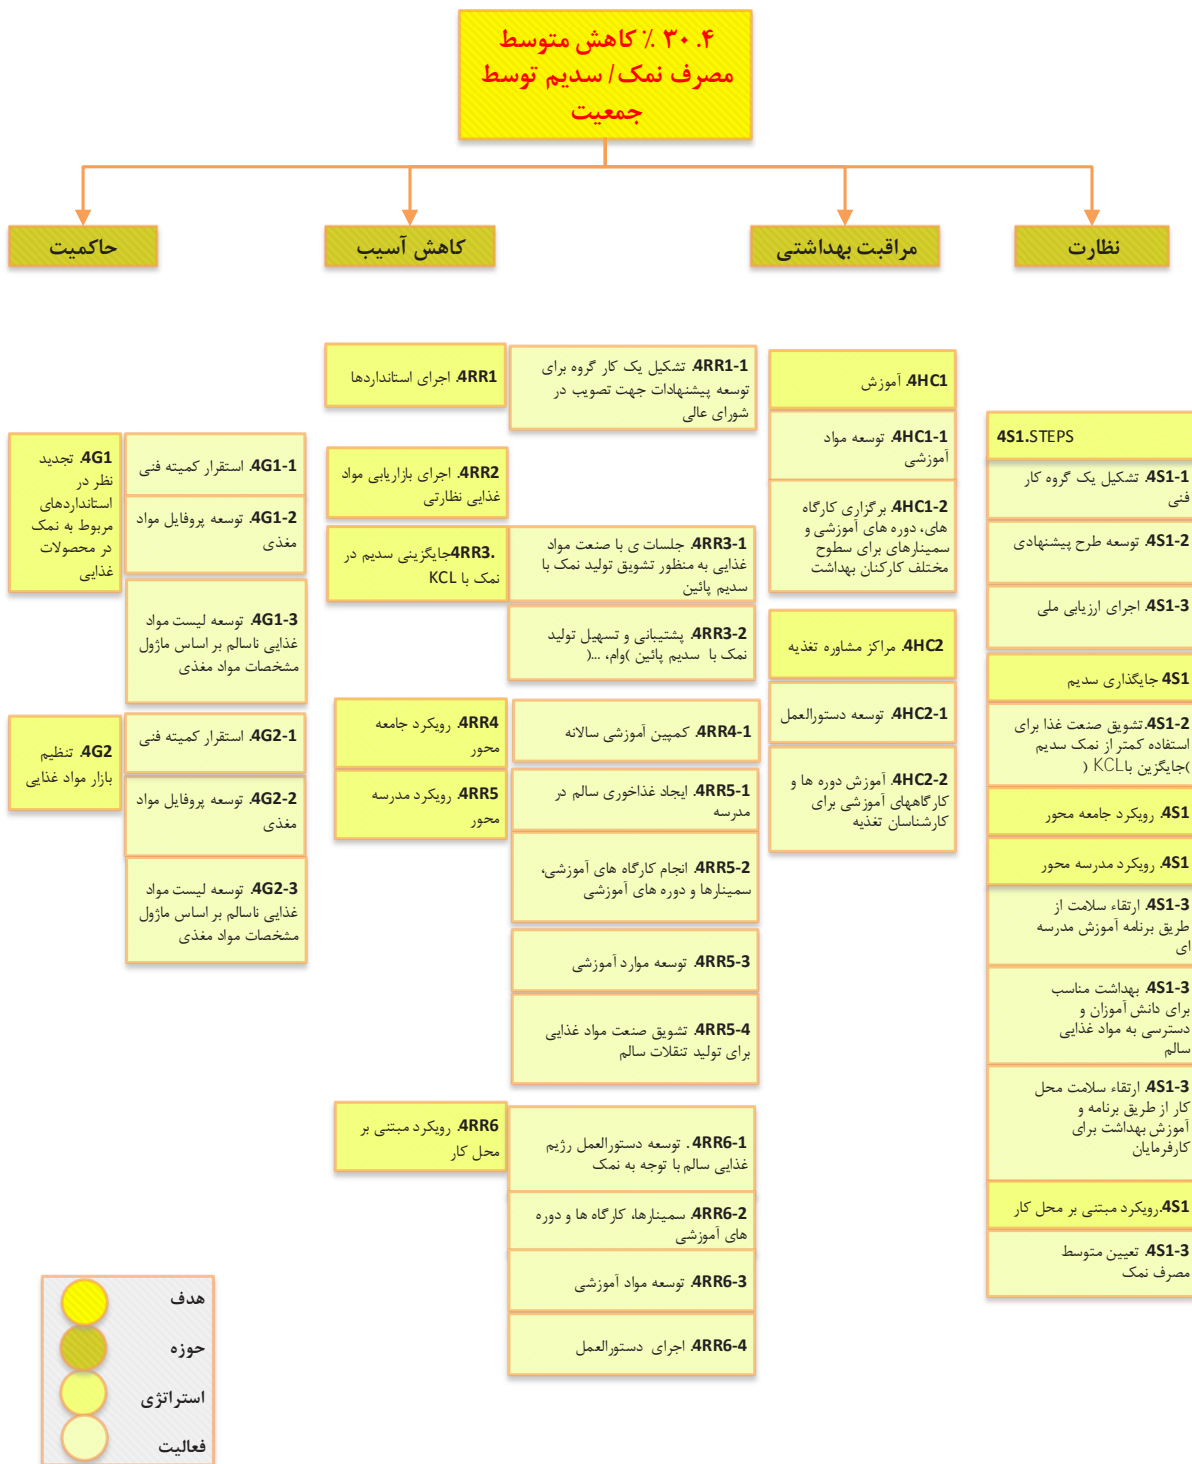 ۴. ۳۰ ٪ کاهش متوسط
مصرف نمک/ سدیم توسط
جمعیت
نظارت
مراقبت بهداشتی
کاهش آسیب
حاکمیت
4S1.STEPS
4S1-1. تشکیل یک گروه کار
فنی
4S1-2. توسعه طرح پیشنهادی
4S1-3. اجرای ارزیابی ملی
4S1 جایگذاری سدیم
4S1-2.تشویق صنعت غذا برای
استفاده کمتر از نمک سدیم
)جایگزین باKCL (
4S1. رویکرد جامعه محور
4S1. رویکرد مدرسه محور
4S1-3. ارتقاء سلامت از
طریق برنامه آموزش مدرسه
ای
4S1-3. بهداشت مناسب
برای دانش آموزان و
دسترسی به مواد غذایی
سالم
4S1-3. ارتقاء سلامت محل
کار از طریق برنامه و
آموزش بهداشت برای
کارفرمایان
4S1.رویکرد مبتنی بر محل کار
4S1-3. تعیین متوسط
مصرف نمک
4HC1. آموزش
4HC1-1. توسعه مواد
آموزشی
4HC1-2. برگزاری کارگاه
های، دوره های آموزشی و
سمینارهای برای سطوح
مختلف کارکنان بهداشت
4HC2. مراکز مشاوره تغذیه
4HC2-1. توسعه دستورالعمل
4HC2-2. آموزش دوره ها و
کارگاههای آموزشی برای
کارشناسان تغذیه
4RR1-1. تشکیل یک کار گروه برای
توسعه پیشنهادات جهت تصویب در
شورای عالی
4RR3-1. جلسات ی با صنعت مواد
غذایی به منظور تشویق تولید نمک با
سدیم پائین
4RR3-2. پشتیبانی و تسهیل تولید
نمک با سدیم پائین )وام، ...(
4RR4-1. کمپین آموزشی سالانه
4RR5-1. ایجاد غذاخوری سالم در
مدرسه
4RR5-2. انجام کارگاه های آموزشی،
سمینارها و دوره های آموزشی
4RR5-3. توسعه موارد آموزشی
4RR5-4. تشویق صنعت مواد غذایی
برای تولید تنقلات سالم
4RR6-1 . توسعه دستورالعمل رژیم
غذایی سالم با توجه به نمک
4RR6-2. سمینارها، کارگاه ها و دوره
های آموزشی
4RR6-3. توسعه مواد آموزشی
4RR6-4. اجرای دستورالعمل
4RR1. اجرای استانداردها
4RR2. اجرای بازاریابی مواد
غذایی نظارتی
4RR3.جایگزینی سدیم در
نمک با KCL
4RR4. رویکرد جامعه
محور
4RR5. رویکرد مدرسه
محور
4RR6. رویکرد مبتنی بر
محل کار
4G1-1. استقرار کمیته فنی
4G1-2. توسعه پروفایل مواد
مغذی
4G1-3. توسعه لیست مواد
غذایی ناسالم بر اساس ماژول
مشخصات مواد مغذی
4G2-1. استقرار کمیته فنی
4G2-2. توسعه پروفایل مواد
مغذی
4G2-3. توسعه لیست مواد
غذایی ناسالم بر اساس ماژول
مشخصات مواد مغذی
4G1. تجدید
نظر در
استانداردهای
مربوط به نمک
در محصولات
غذایی
4G2. تنظیم
بازار مواد غذایی
هدف
حوزه
استراتژی
فعالیت